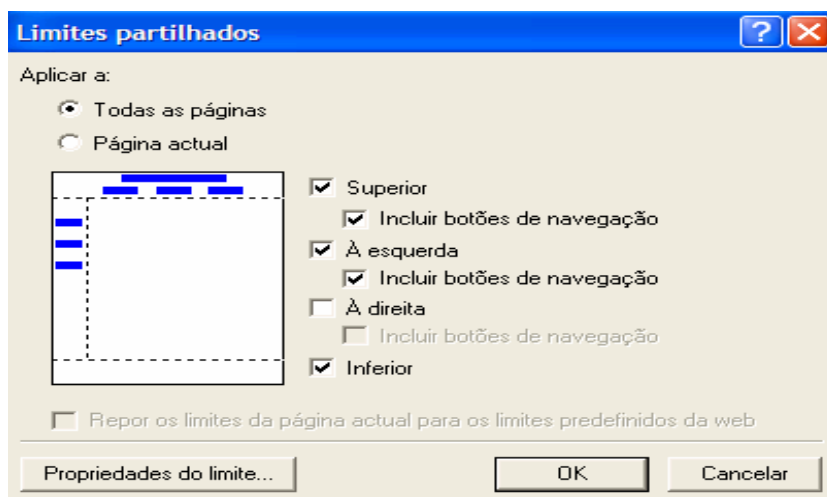 Limites partilhados
Aplicar a:
Todas as páginas
Página actual
Superior
Incluir botões de navegação
À esquerda
Incluir botões de navegação
À direita
Incluir botões de navegação
Inferior
Repor os limites da página actual para os limites predefinidos da web
Propriedades do limite... OK Cancelar